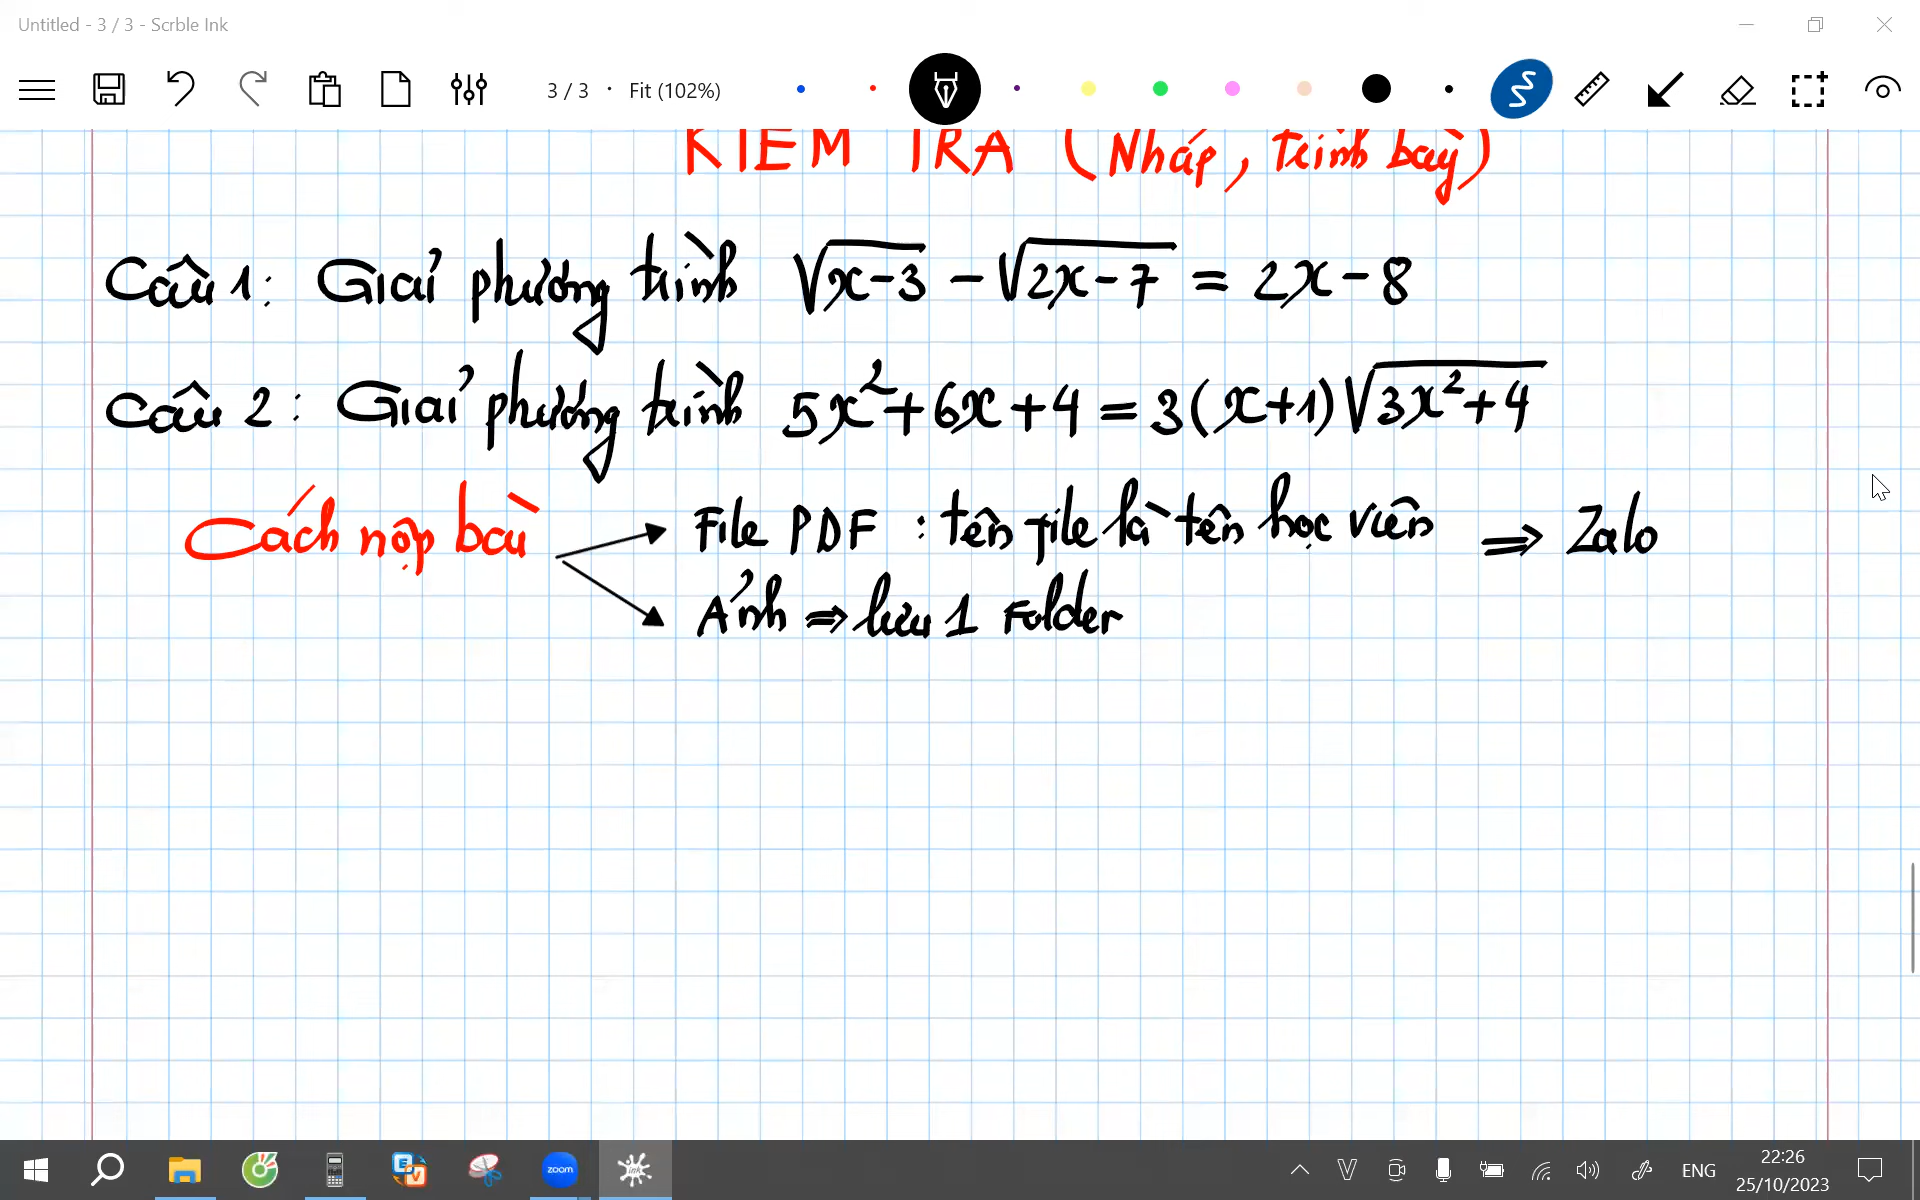 Untitled - 3 / 3 - Scrble Ink
3 / 3 · Fit (102%)
KIỂM TRA (Nháp, trình bày)
Câu 1: Giải phương trình √(x-3) - √(2x-7) = 2x-8
Câu 2: Giải phương trình 5x²+6x+4 = 3(x+1)√(3x²+4)
Cách nộp bài
File PDF : tên file là tên học viên ⇒ Zalo
Ảnh ⇒ lưu 1 Folder
zoom
ink
ENG
22:26
25/10/2023